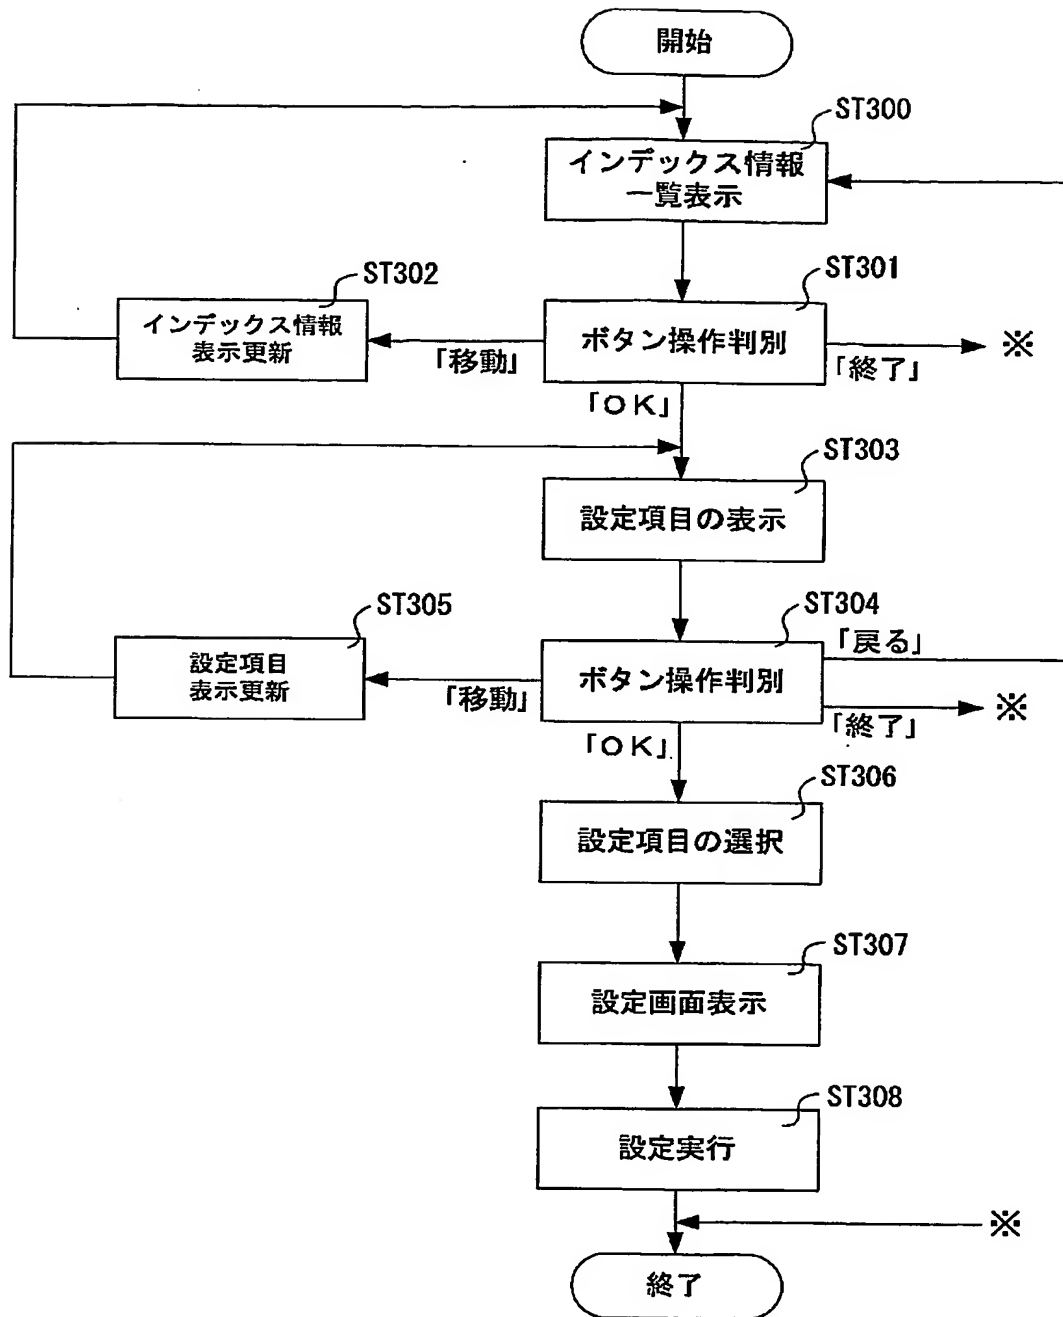 開始
ST300
インデックス情報
一覧表示
ST301
ST302
インデックス情報
表示更新
「移動」
ボタン操作判別
「終了」
※
「OK」
ST303
設定項目の表示
ST304
ST305
設定項目
表示更新
「移動」
ボタン操作判別
「戻る」
「終了」
※
「OK」
ST306
設定項目の選択
ST307
設定画面表示
ST308
設定実行
※
終了